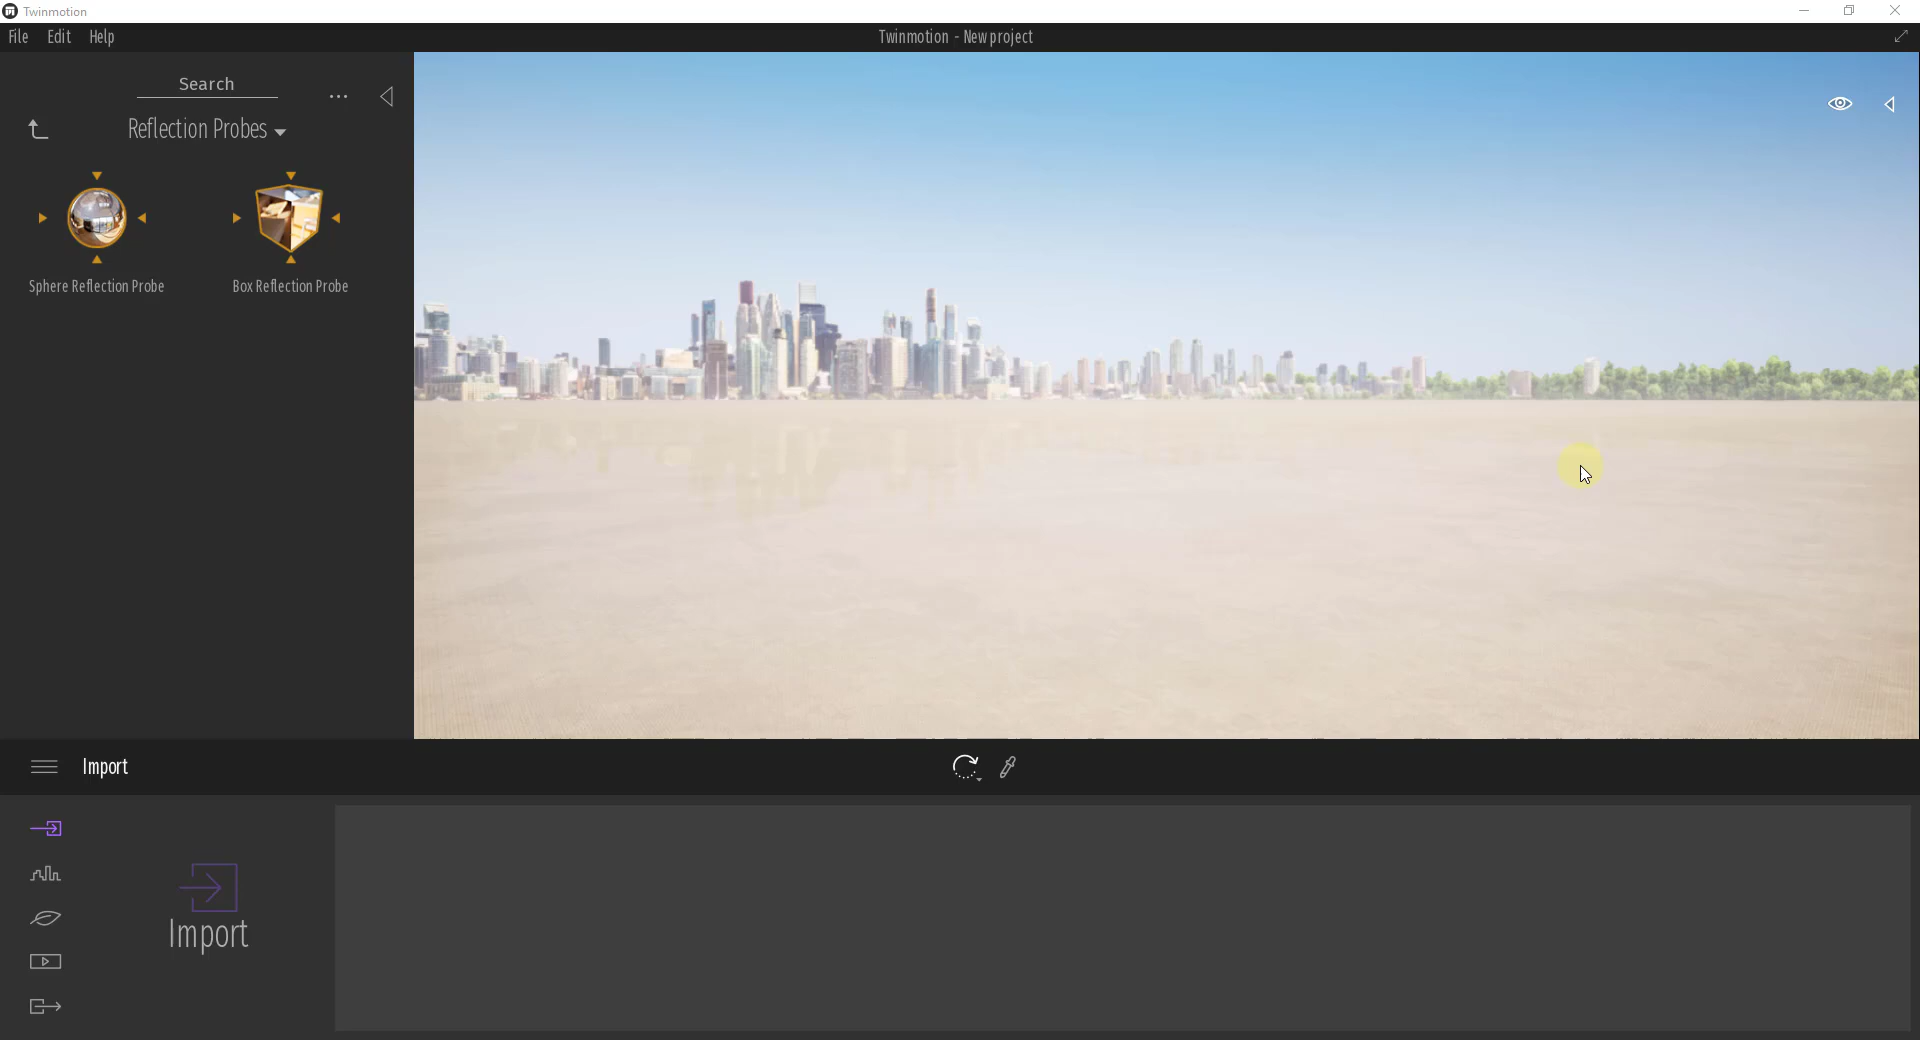 Twinmotion
File Edit Help
Twinmotion - New project
Search
...
Reflection Probes
Sphere Reflection Probe
Box Reflection Probe
Import
Import